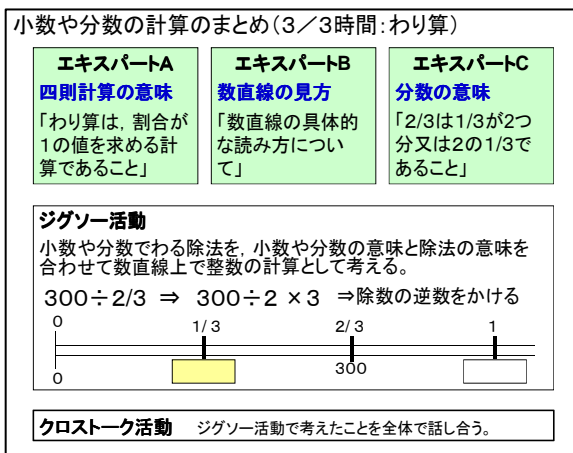 小数や分数の計算のまとめ(3/3時間:わり算)
エキスパートA
四則計算の意味
「わり算は,割合が
1の値を求める計
算であること」
エキスパートB
数直線の見方
「数直線の具体的
な読み方につい
て」
エキスパートC
分数の意味
「2/3は1/3が2つ
分又は2の1/3で
あること」
ジグソー活動
小数や分数でわる除法を,小数や分数の意味と除法の意味を
合わせて数直線上で整数の計算として考える。
300÷2/3 ⇒ 300÷2 ×3 ⇒除数の逆数をかける
0 1/3 2/3 1
0 300
クロストーク活動 ジグソー活動で考えたことを全体で話し合う。